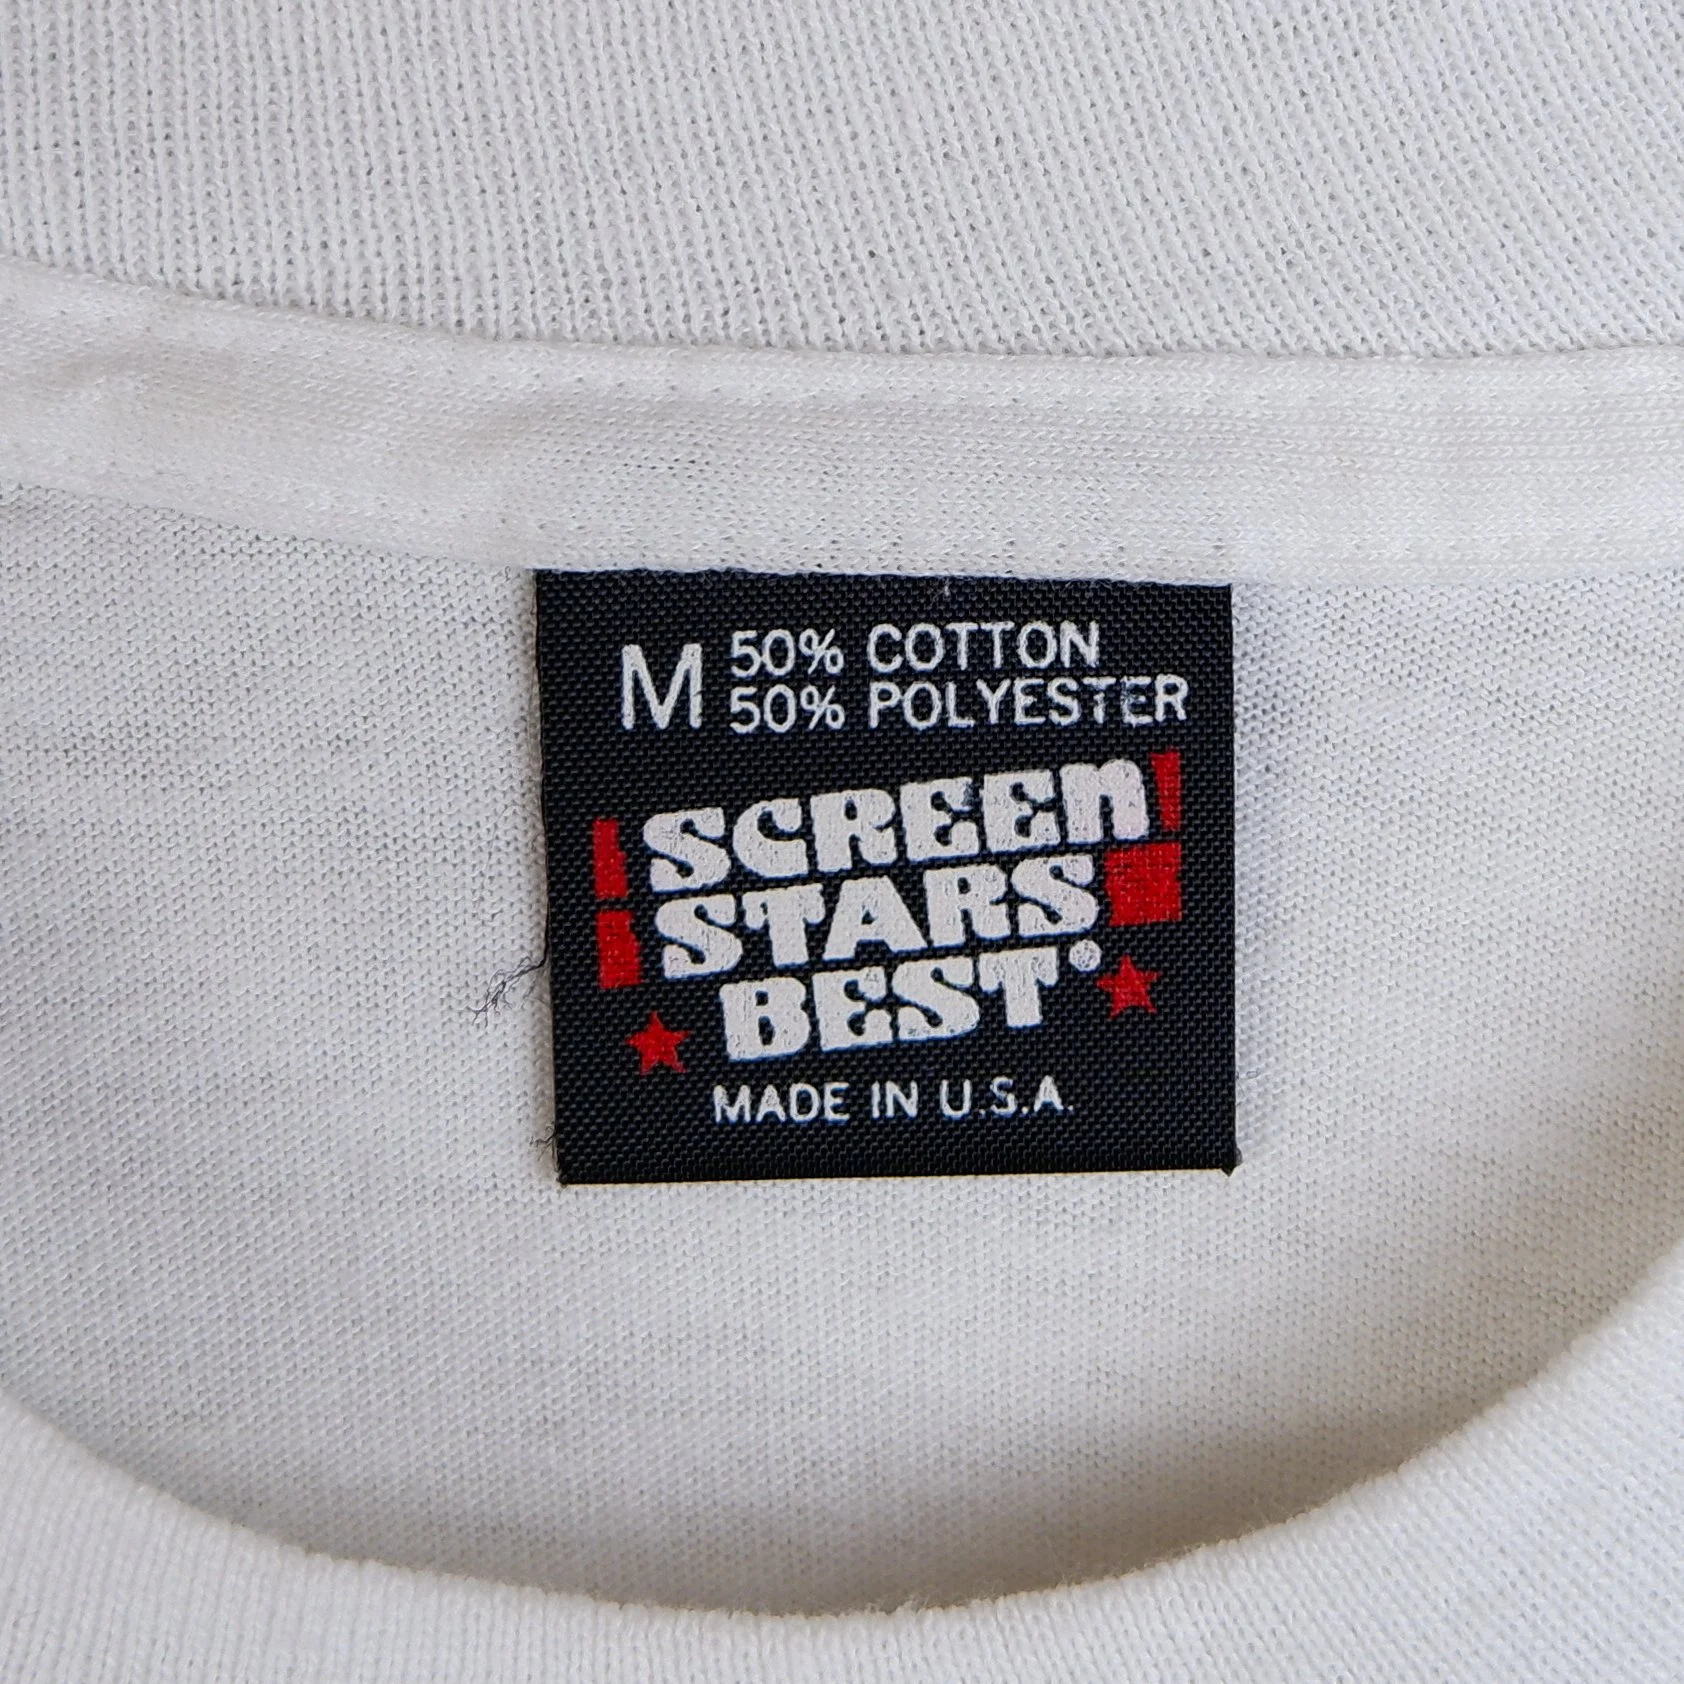 M 50% COTTON
50% POLYESTER
SCREEN
STARS
BEST
MADE IN U.S.A.